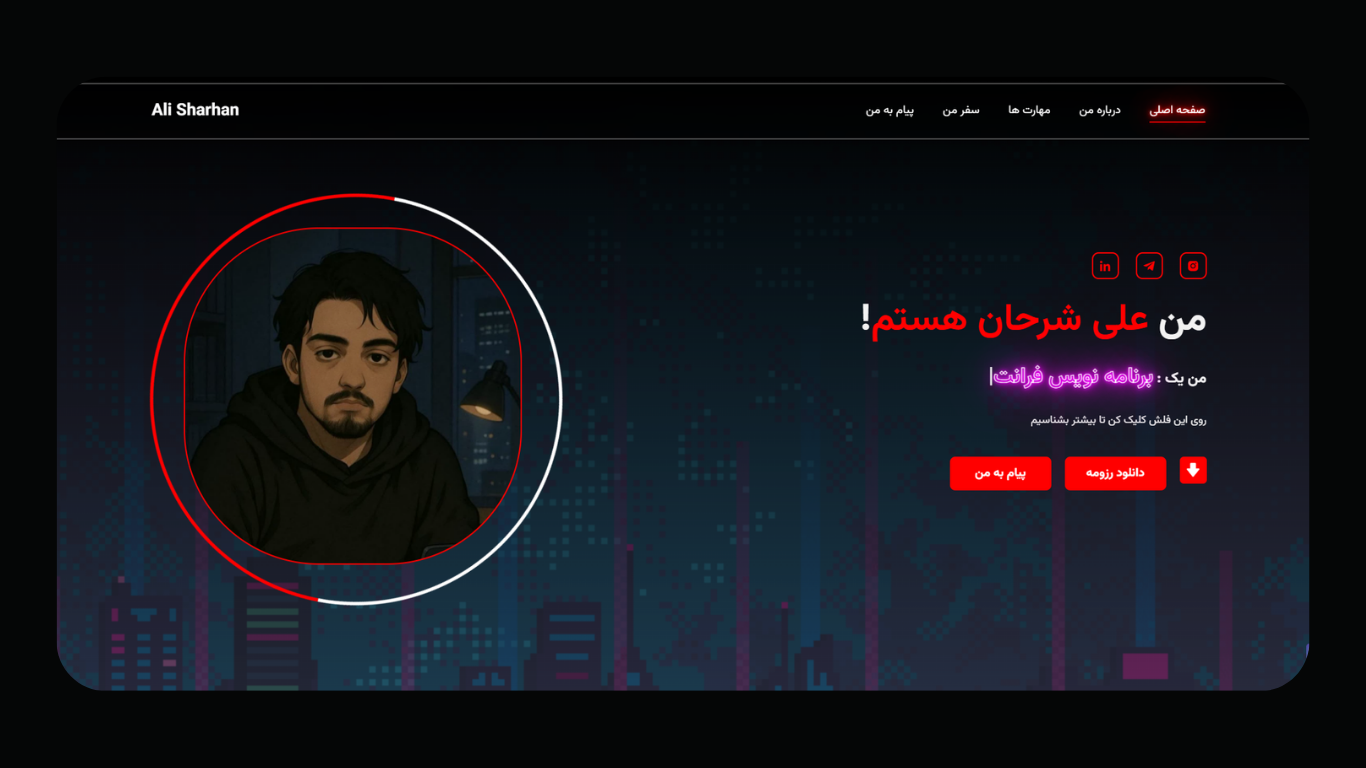 Ali Sharhan
صفحه اصلی
درباره من
مهارت ها
سفر من
پیام به من
in
من علی شرحان هستم!
من یک : برنامه نویس فرانت|
روی این فلش کلیک کن تا بیشتر بشناسیم
دانلود رزومه
پیام به من